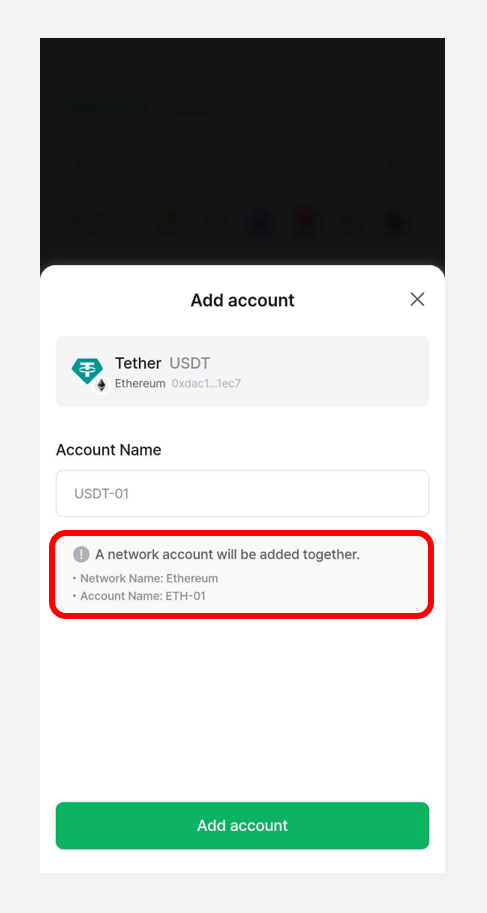 Add account
Tether USDT
Ethereum 0xdac1...1ec7
Account Name
USDT-01
! A network account will be added together.
• Network Name: Ethereum
• Account Name: ETH-01
Add account